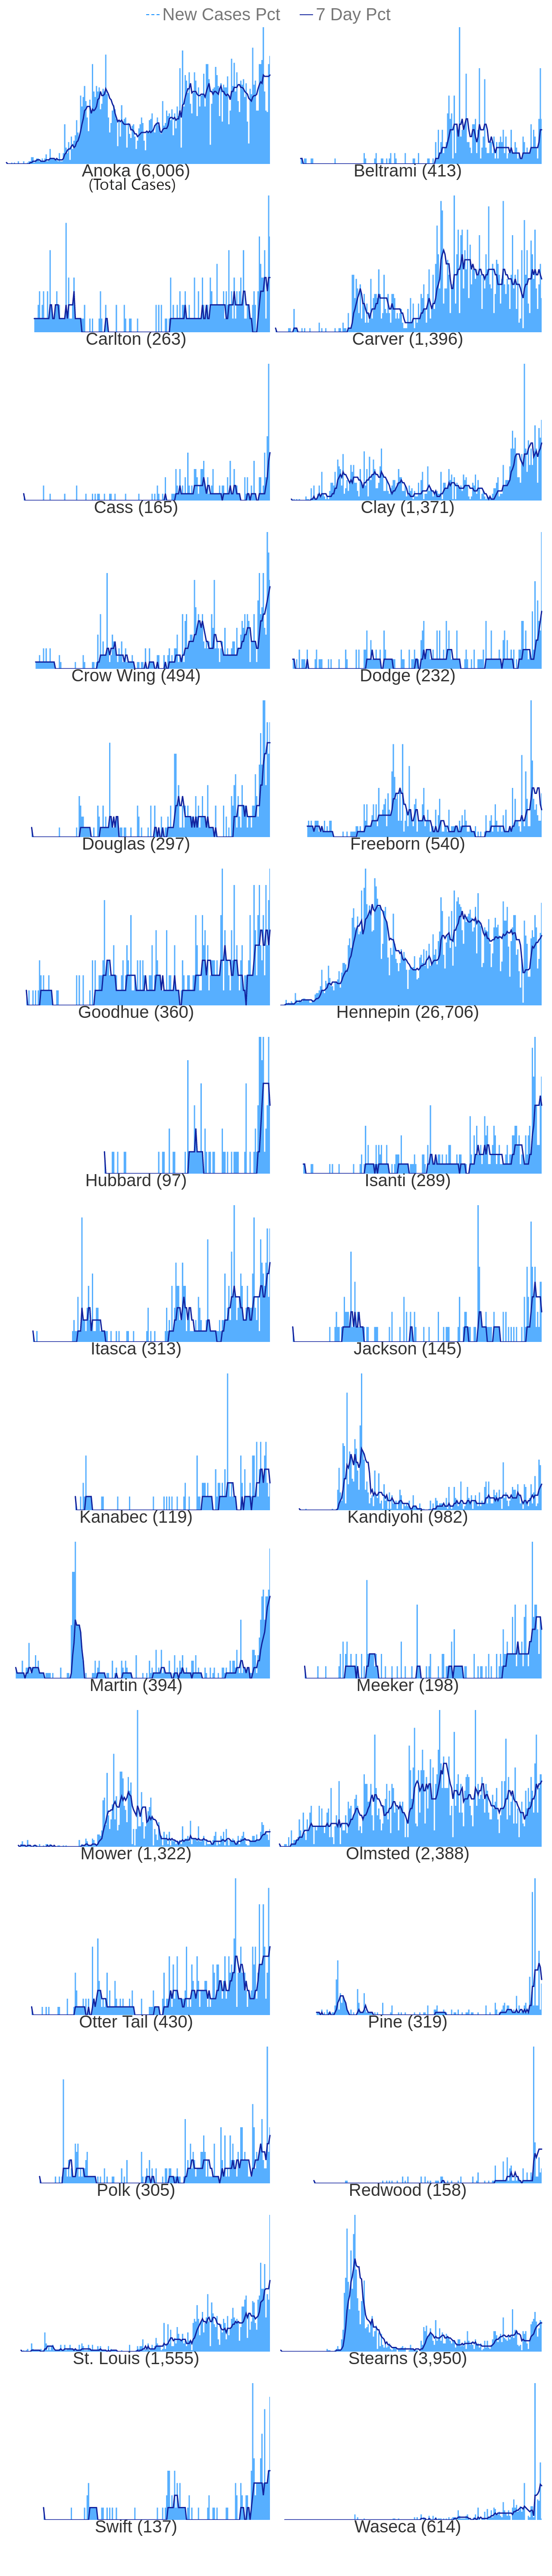 New Cases Pct 7 Day Pct
Anoka (6,006) Beltrami (413)
(Total Cases)
Carlton (263) Carver (1,396)
Cass (165) Clay (1,371)
Crow Wing (494) Dodge (232)
Douglas (297) Freeborn (540)
Goodhue (360) Hennepin (26,706)
Hubbard (97) Isanti (289)
Itasca (313) Jackson (145)
Kanabec (119) Kandiyohi (982)
Martin (394) Meeker (198)
Mower (1,322) Olmsted (2,388)
Otter Tail (430) Pine (319)
Polk (305) Redwood (158)
St. Louis (1,555) Stearns (3,950)
Swift (137) Waseca (614)